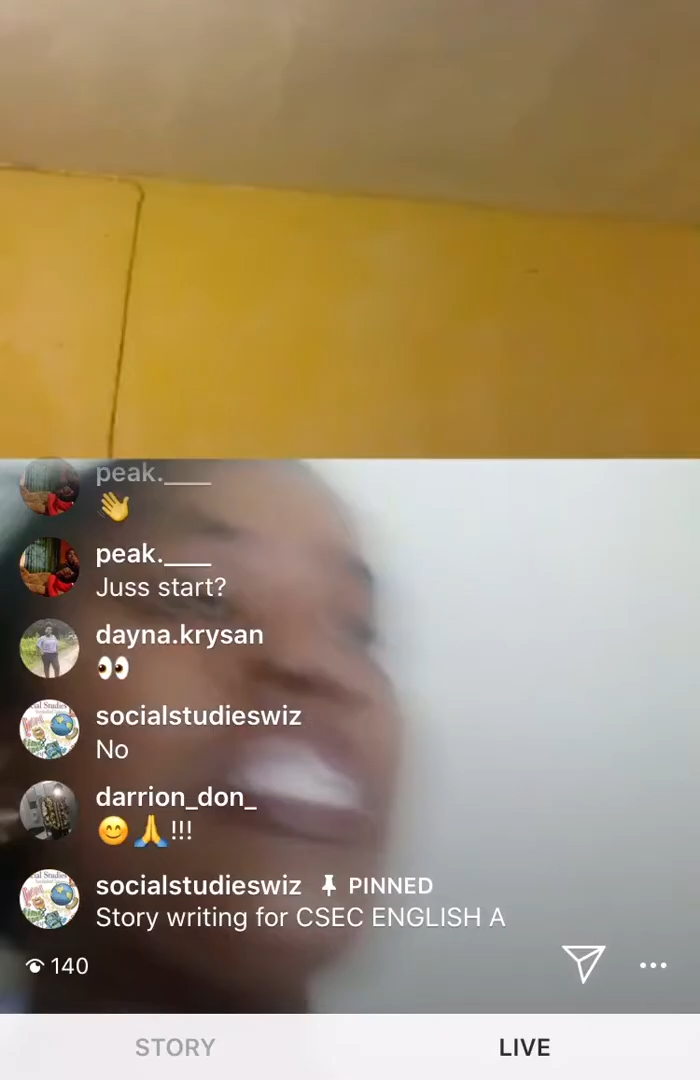 peak.____
👋
peak.____
Juss start?
dayna.krysan
👀
socialstudieswiz
No
darrion_don_
😊🙏!!!
socialstudieswiz PINNED
Story writing for CSEC ENGLISH A
140
STORY
LIVE